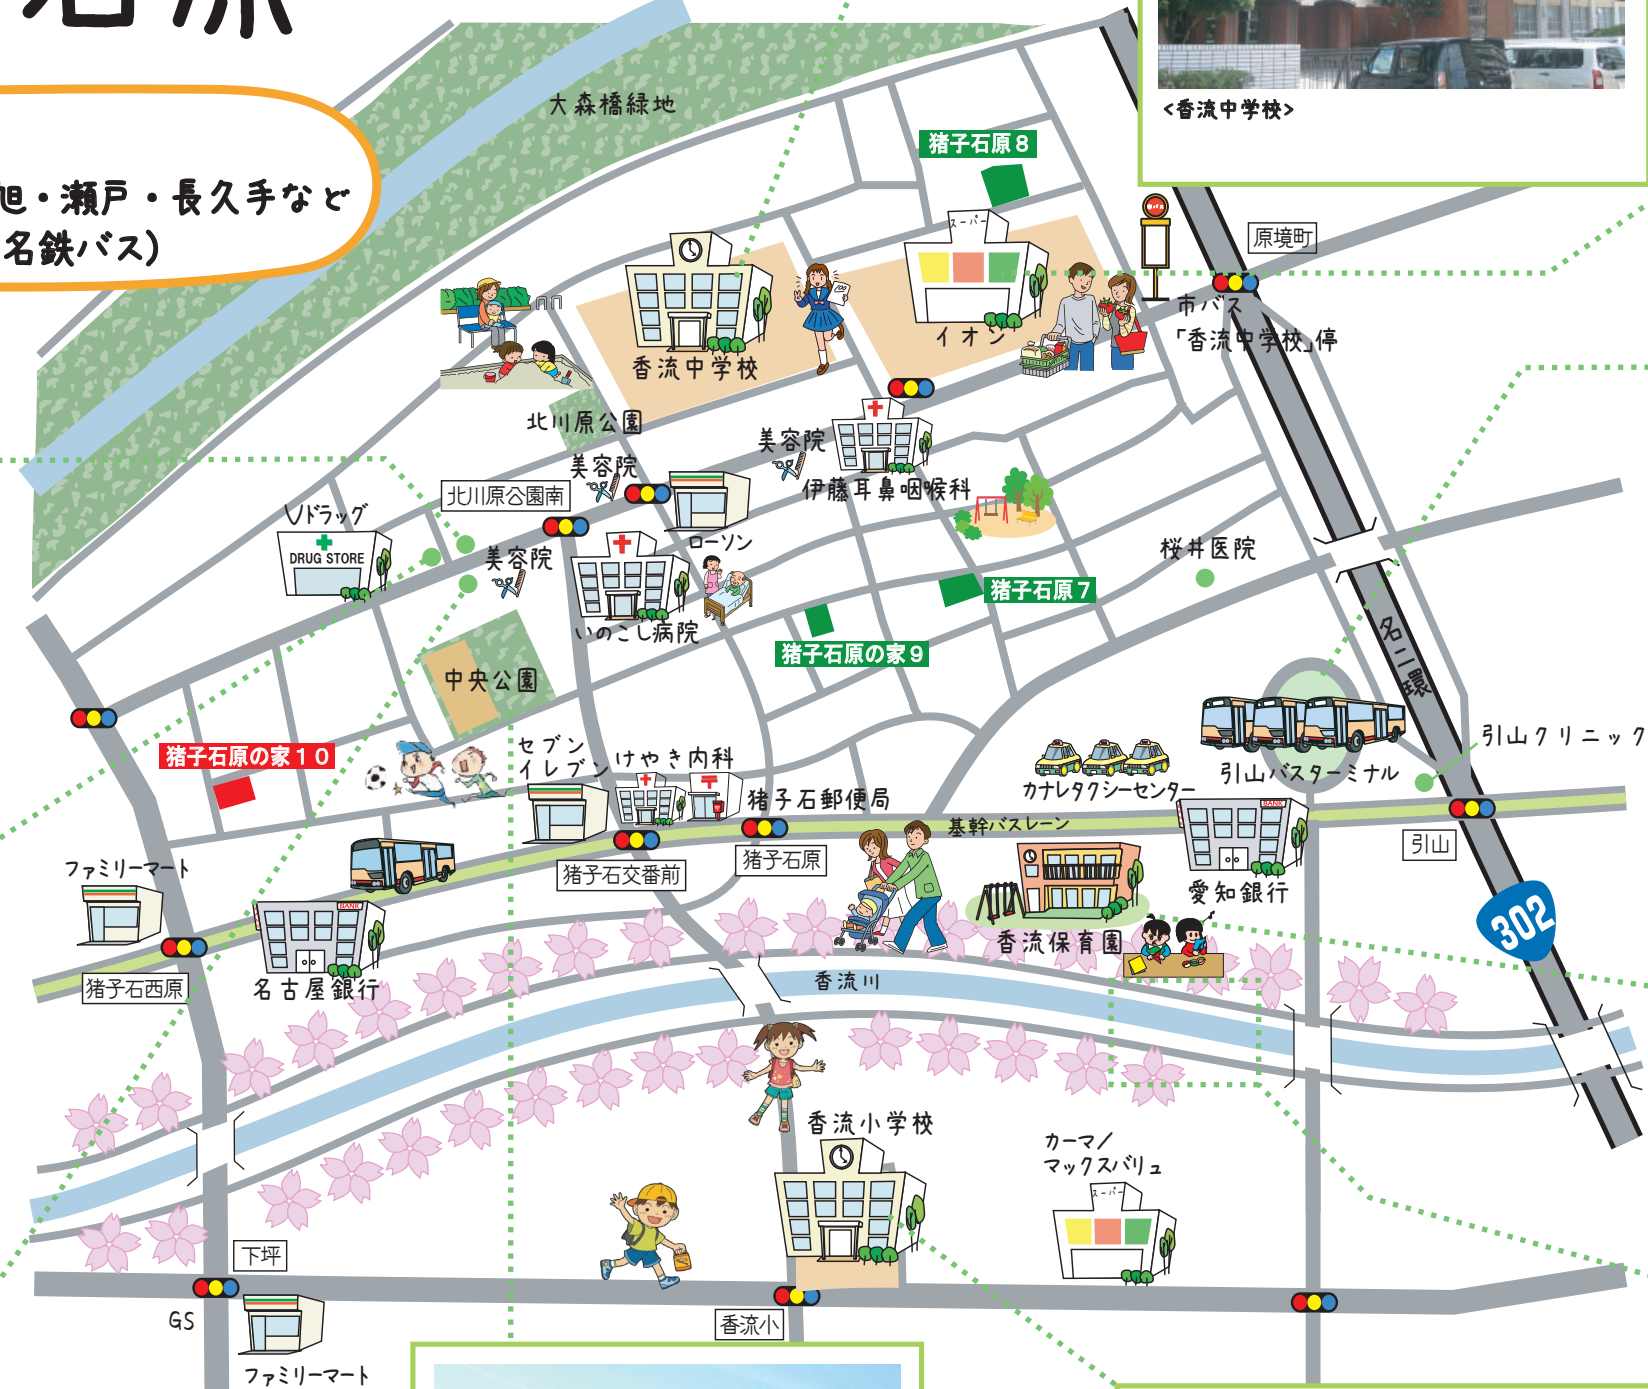 旭・瀬戸・長久手など
名鉄バス)
大森橋緑地
<香流中学校>
猪子石原8
原境町
スーパー
市バス
「香流中学校」停
イオン
香流中学校
北川原公園
美容院
美容院
伊藤耳鼻咽喉科
北川原公園南
Vドラッグ
DRUG STORE
ローソン
美容院
桜井医院
猪子石原7
いのこし病院
猪子石原の家9
名二環
中央公園
猪子石原の家10
セブン
イレブン
けやき内科
引山クリニック
引山バスターミナル
カナレタクシーセンター
猪子石郵便局
基幹バスレーン
BANK
引山
猪子石原
猪子石交番前
ファミリーマート
愛知銀行
BANK
302
香流保育園
猪子石西原
名古屋銀行
香流川
香流小学校
カーマ/
マックスバリュ
スーパー
下坪
GS
香流小
ファミリーマート